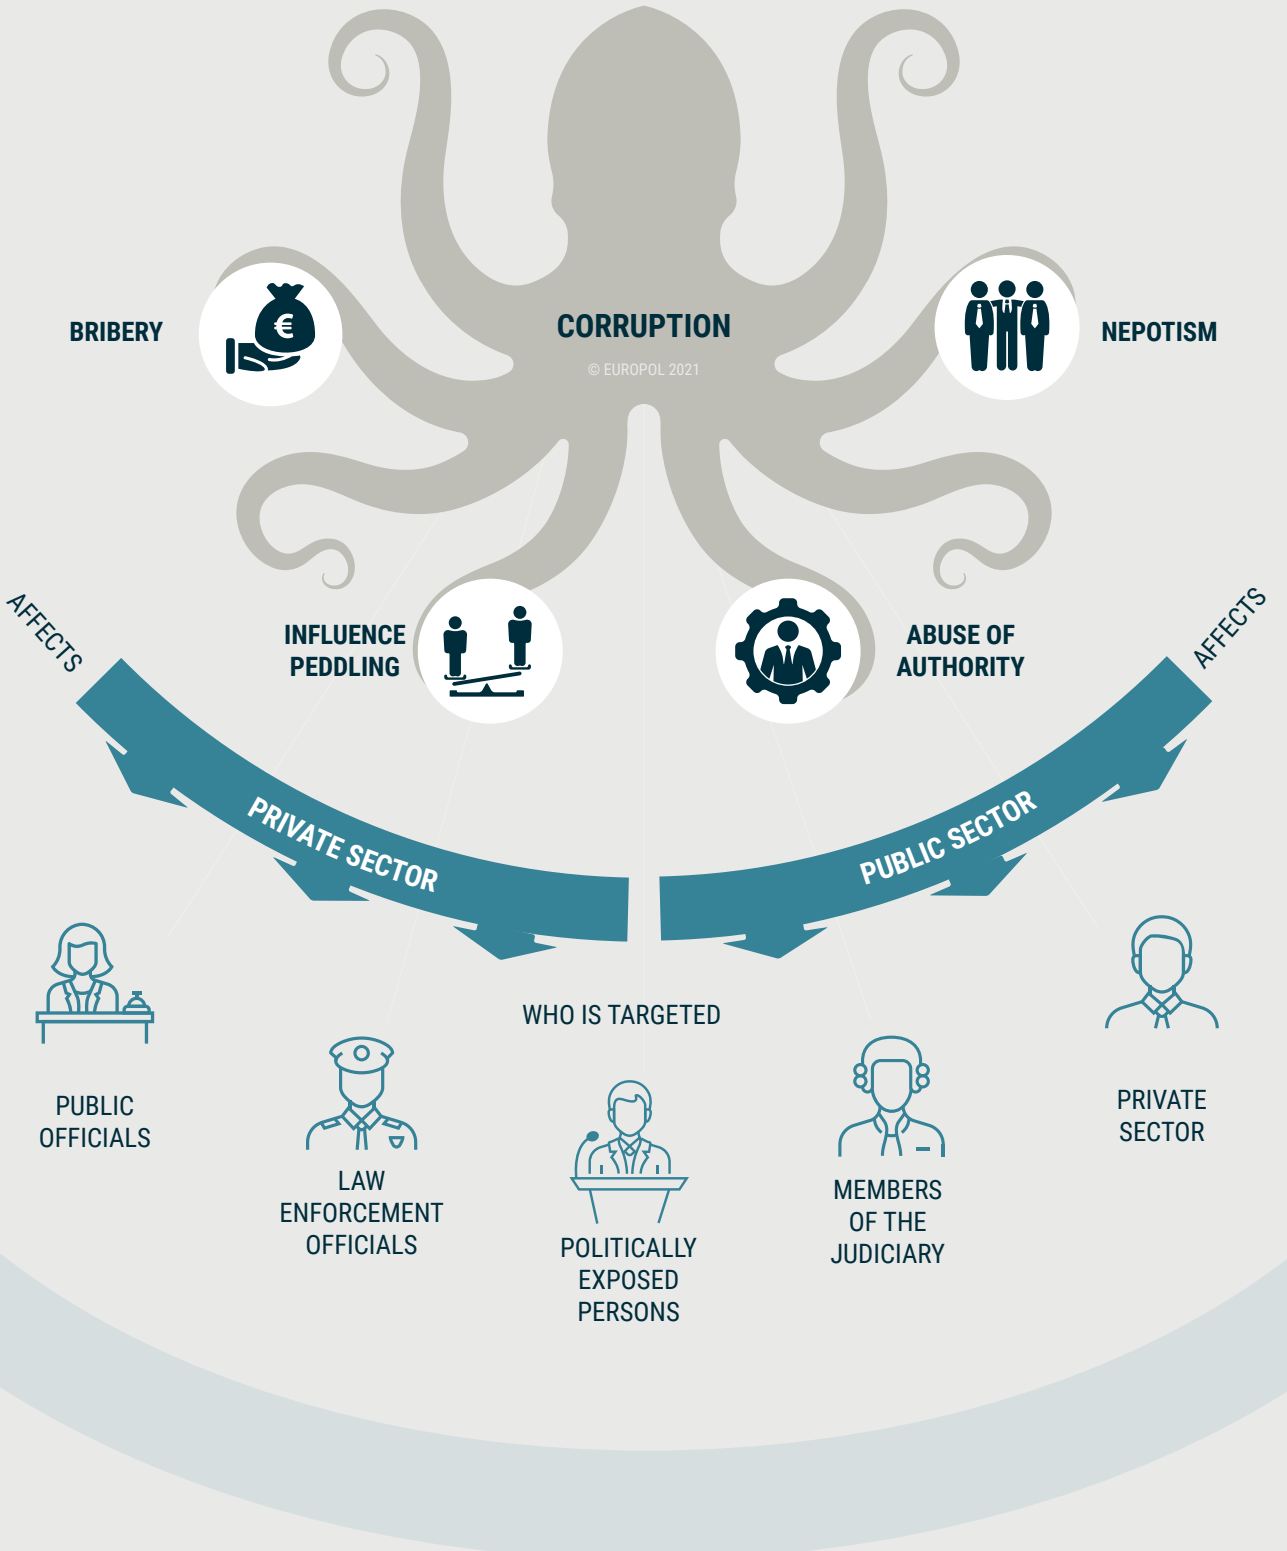 CORRUPTION
© EUROPOL 2021
BRIBERY
€
NEPOTISM
INFLUENCE
PEDDLING
ABUSE OF
AUTHORITY
AFFECTS
AFFECTS
PRIVATE SECTOR
PUBLIC SECTOR
WHO IS TARGETED
PUBLIC
OFFICIALS
LAW
ENFORCEMENT
OFFICIALS
POLITICALLY
EXPOSED
PERSONS
MEMBERS
OF THE
JUDICIARY
PRIVATE
SECTOR